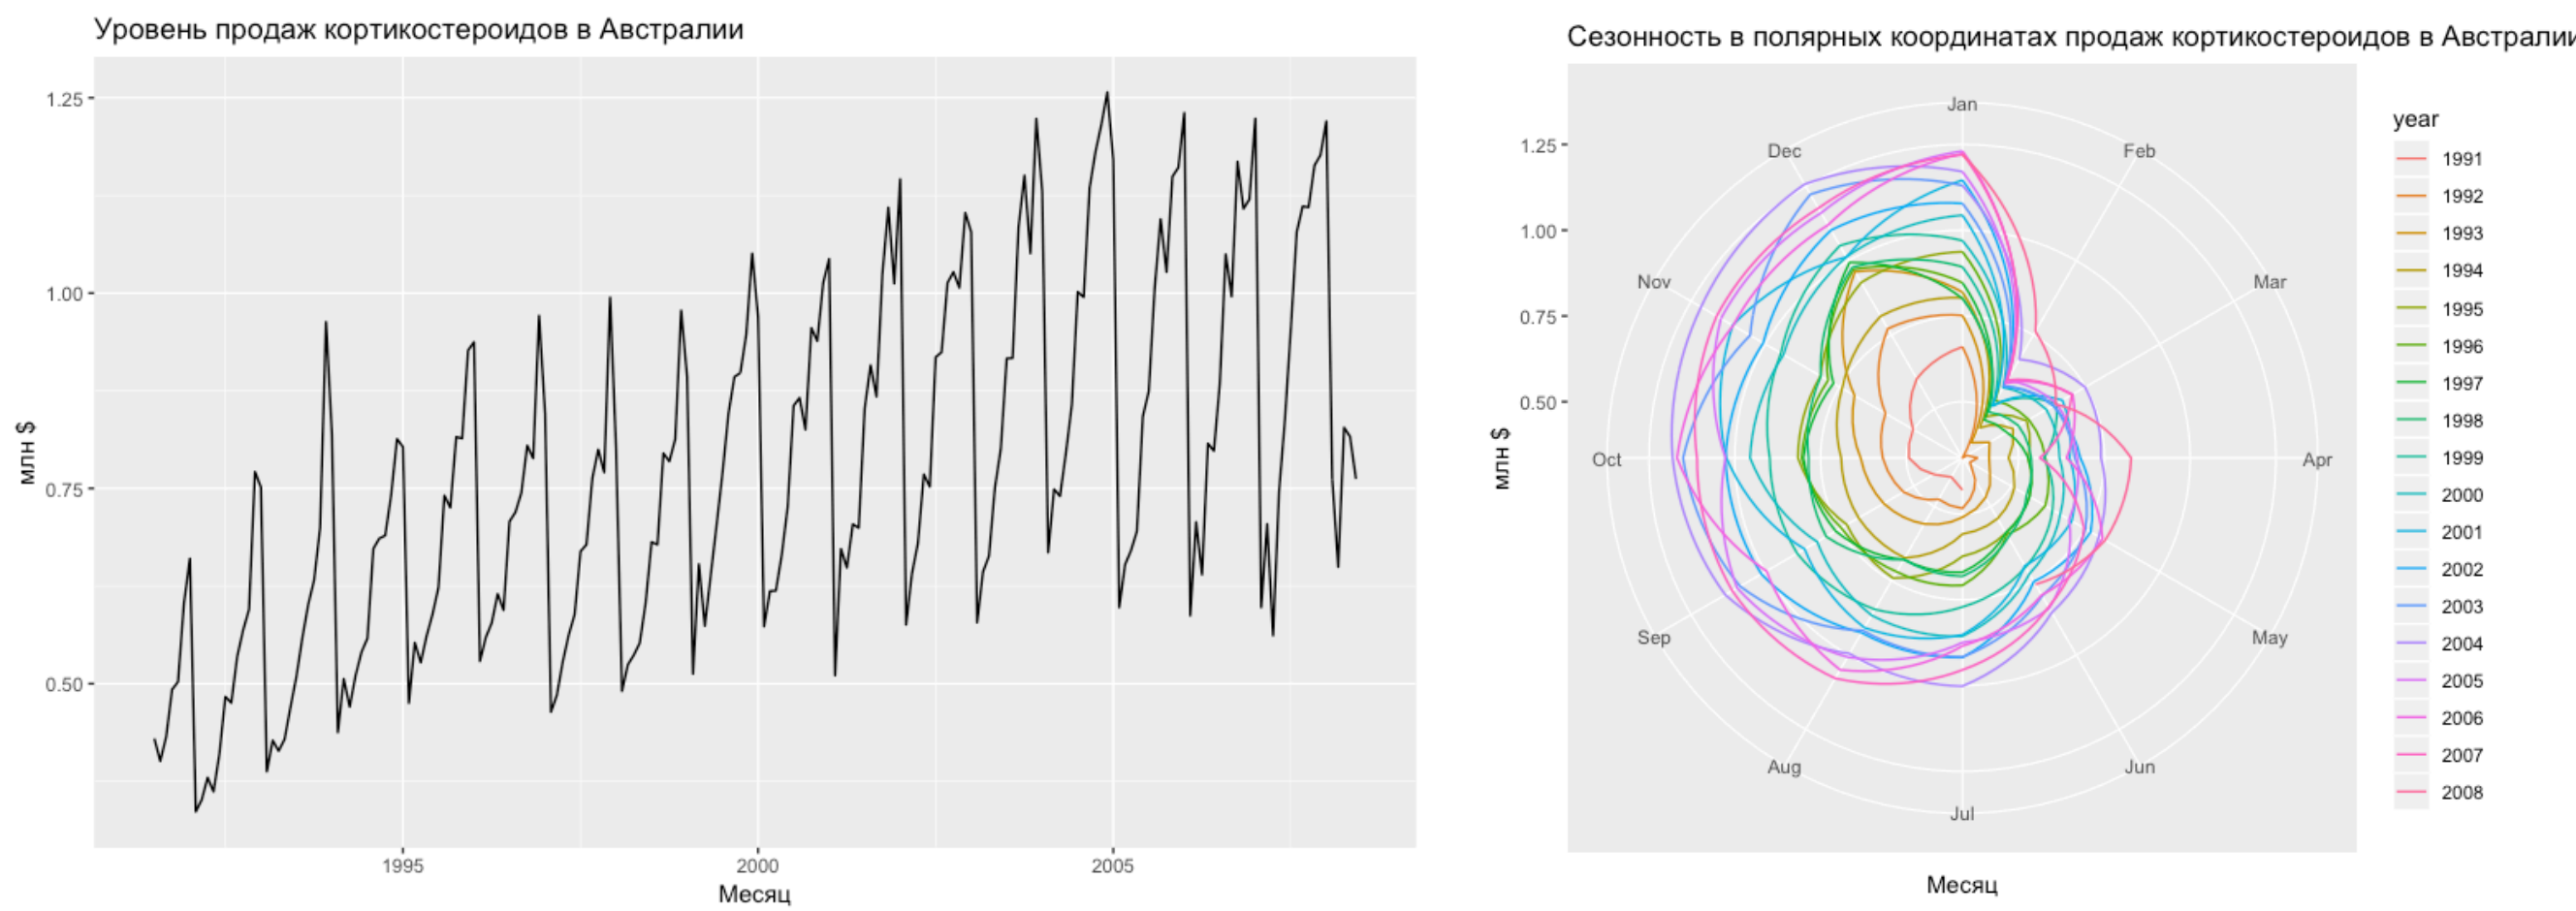 Уровень продаж кортикостероидов в Австралии
1.25
1.00
0.75
0.50
млн $
1995
2000
2005
Месяц
Сезонность в полярных координатах продаж кортикостероидов в Австралии
1.25
1.00
0.75
0.50
млн $
Jan
Feb
Mar
Apr
May
Jun
Jul
Aug
Sep
Oct
Nov
Dec
Месяц
year
1991
1992
1993
1994
1995
1996
1997
1998
1999
2000
2001
2002
2003
2004
2005
2006
2007
2008